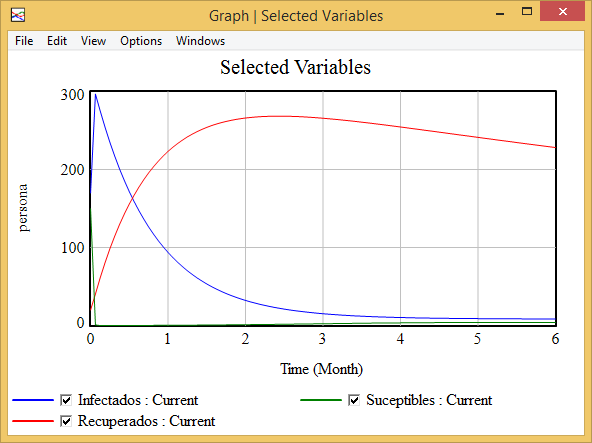 Graph | Selected Variables
File Edit View Options Windows
Selected Variables
300
200
100
0
persona
0 1 2 3 4 5 6
Time (Month)
Infectados : Current
Suceptibles : Current
Recuperados : Current